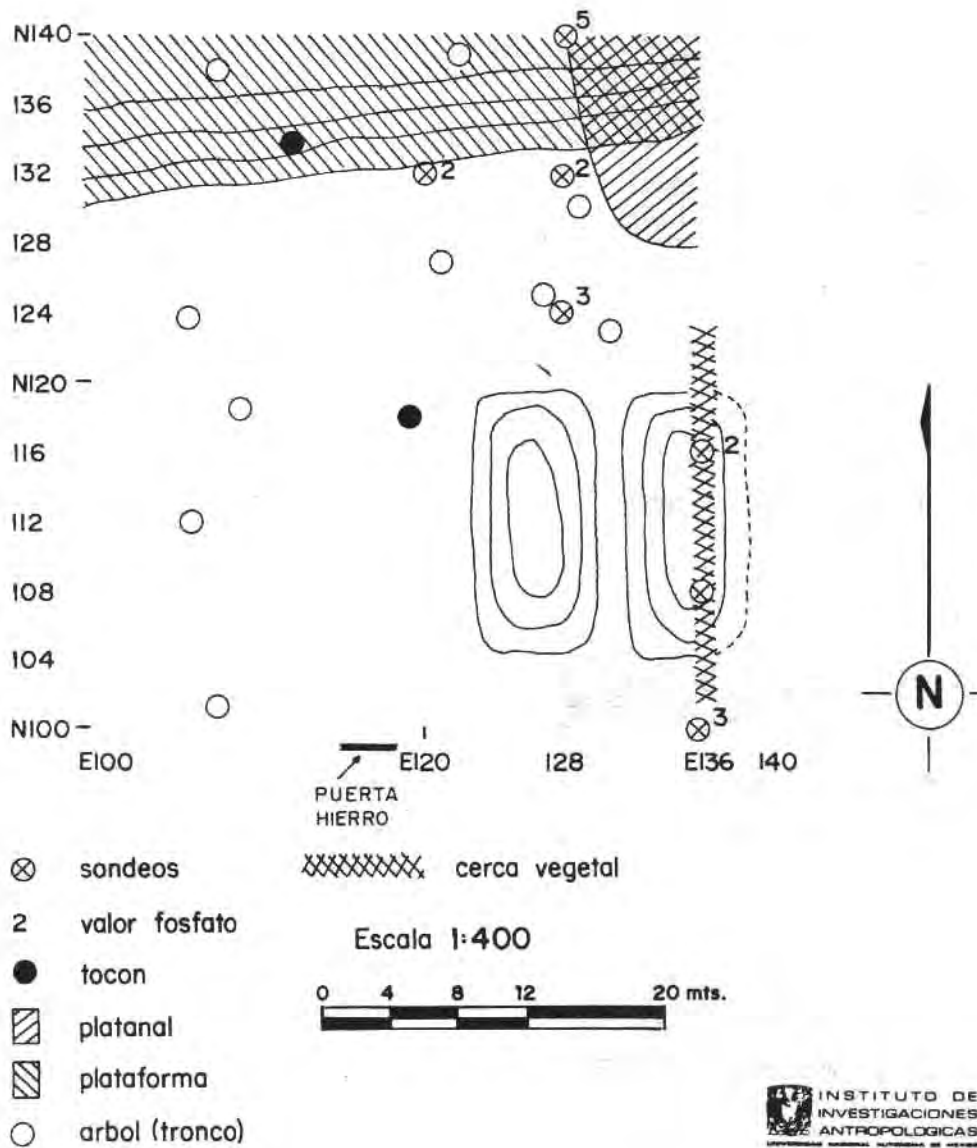 5
N140
136
132
2
2
128
124
3
N120
116
2
112
108
104
N100
3
E100
E120
128
E136
140
N
PUERTA
HIERRO
sondeos
cerca vegetal
2
valor fosfato
Escala 1:400
tocon
0 4 8 12 20 mts.
platanal
plataforma
arbol (tronco)
INSTITUTO DE
INVESTIGACIONES
ANTROPOLOGICAS